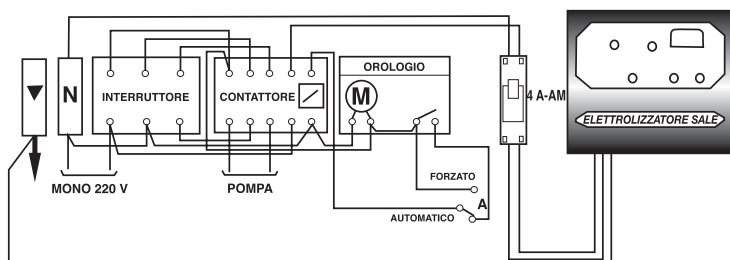 OROLOGIO
N
INTERRUTTORE
CONTATTORE
M
4 A-AM
ELETTROLIZZATORE SALE
MONO 220 V
POMPA
FORZATO
A
AUTOMATICO